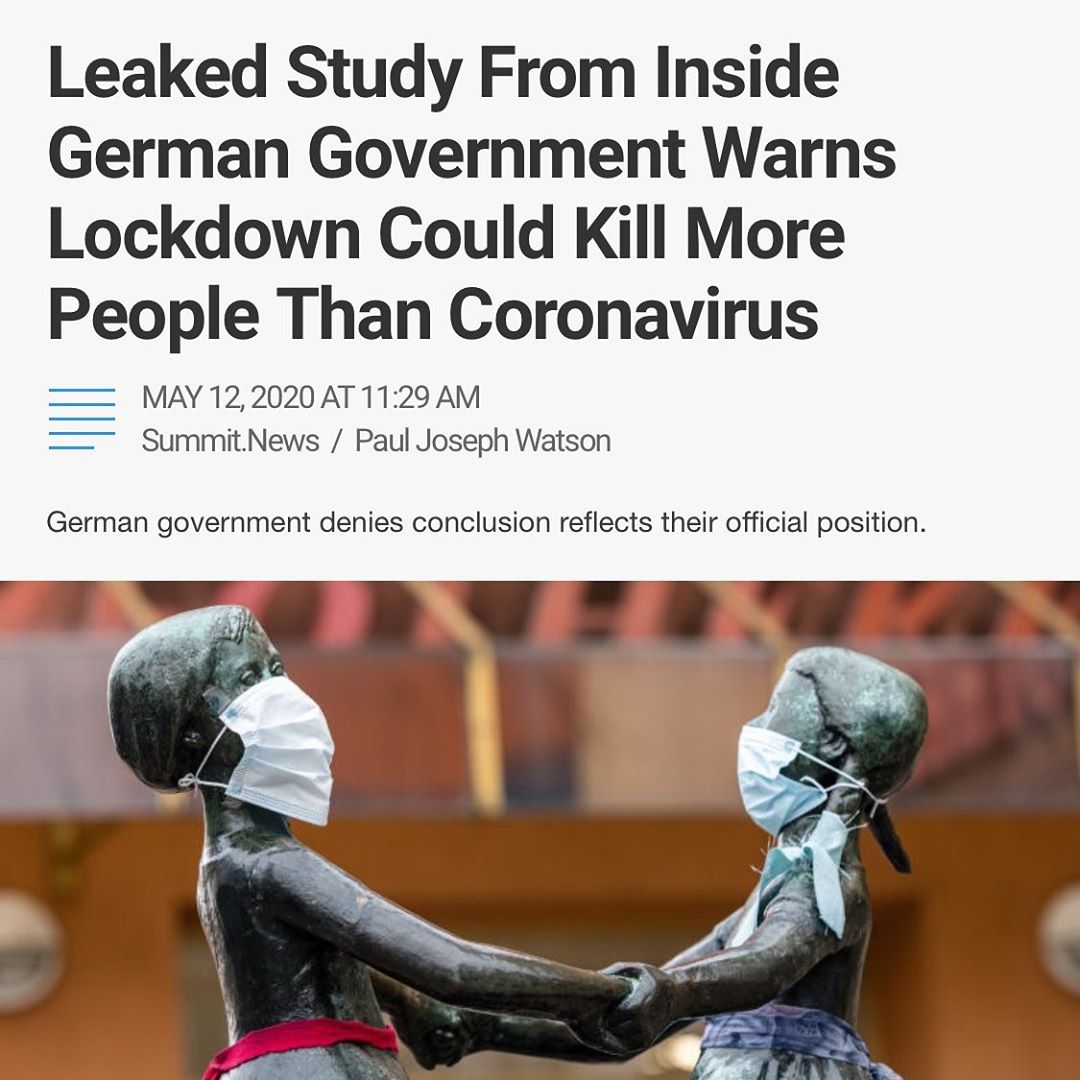 Leaked Study From Inside
German Government Warns
Lockdown Could Kill More
People Than Coronavirus
MAY 12, 2020 AT 11:29 AM
Summit.News / Paul Joseph Watson
German government denies conclusion reflects their official position.